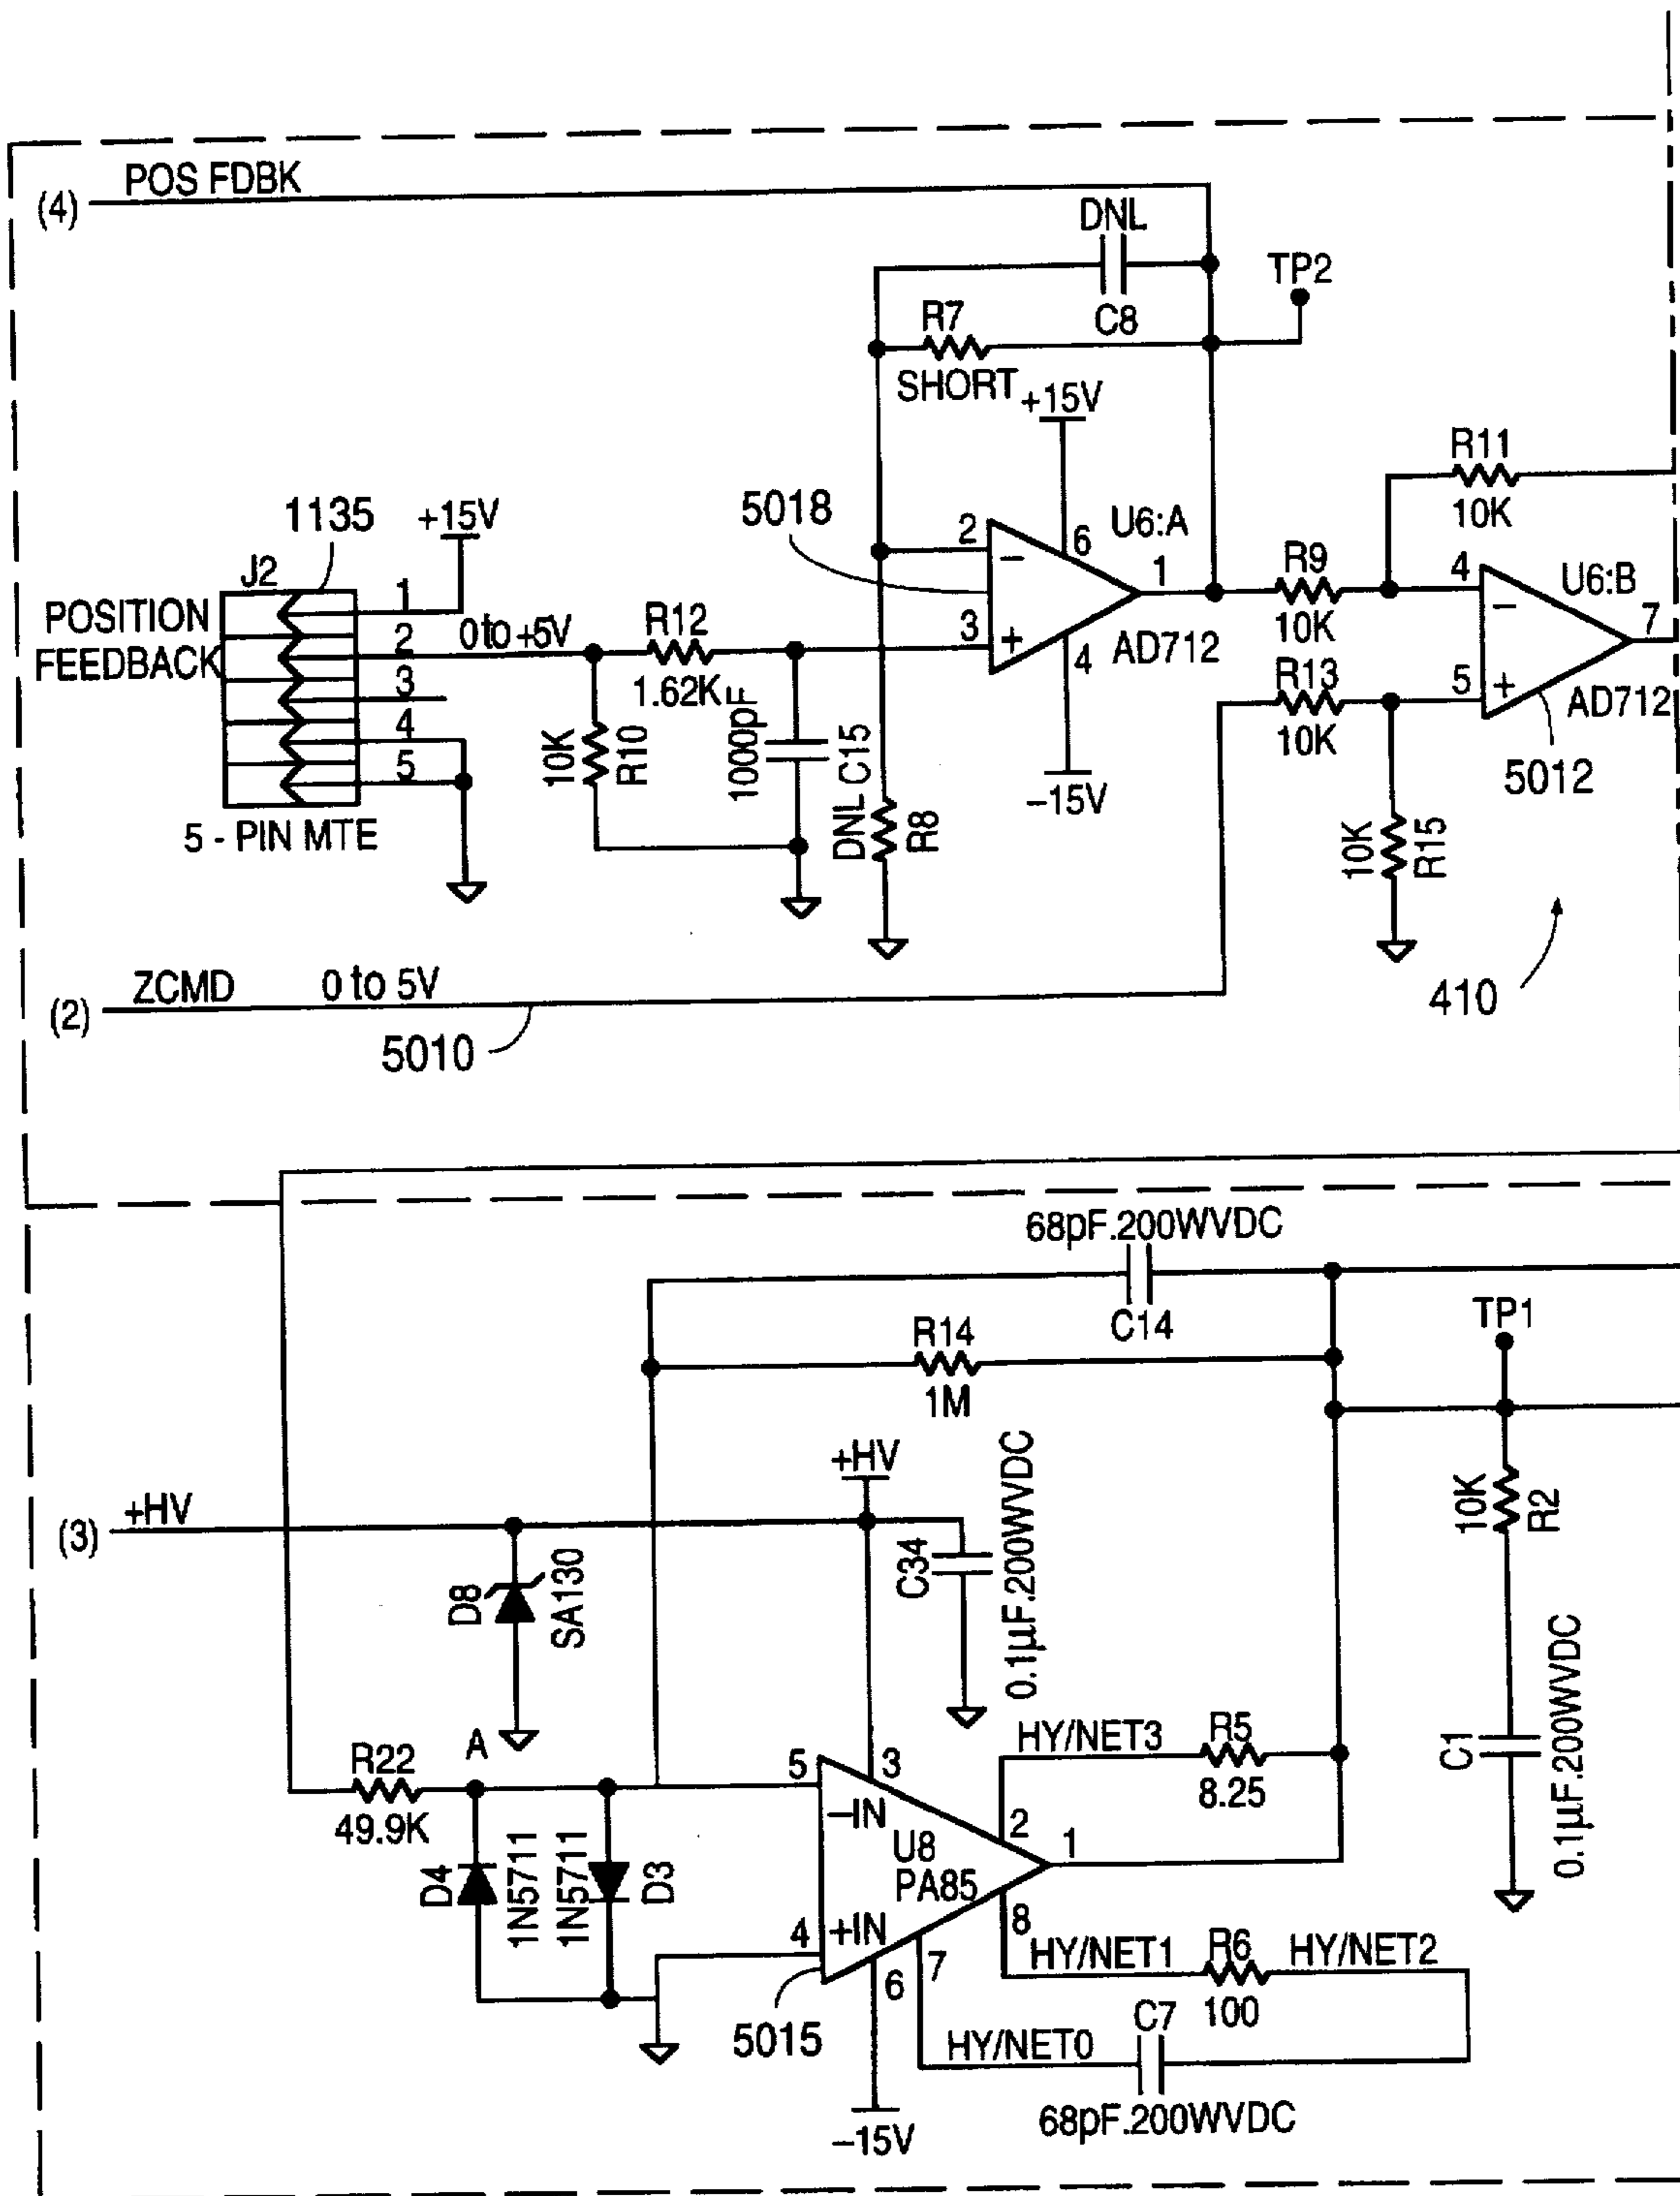 POS FDBK
(4)
DNL
C8
TP2
R7
SHORT
+15V
R11
10K
1135
+15V
5018
U6:A
2
−
6
1
3
+
4
AD712
−15V
J2
POSITION
FEEDBACK
1
2
3
4
5
5 - PIN MTE
0 to +5V
R12
1.62K
10K
R10
1000pF
C15
DNL
R8
R9
10K
R13
10K
4
−
U6:B
7
5
+
AD712
5012
10K
R15
410
ZCMD
0 to 5V
(2)
5010
68pF.200WVDC
C14
R14
1M
TP1
+HV
(3)
+HV
D8
SA130
C34
0.1µF.200WVDC
10K
R2
C1
0.1µF.200WVDC
R22
49.9K
A
D4
1N5711
1N5711
D3
5
3
−IN
U8
PA85
2
1
HY/NET3
R5
8.25
4
+IN
6
7
8
HY/NET1
R6
100
HY/NET2
5015
HY/NET0
C7
68pF.200WVDC
−15V